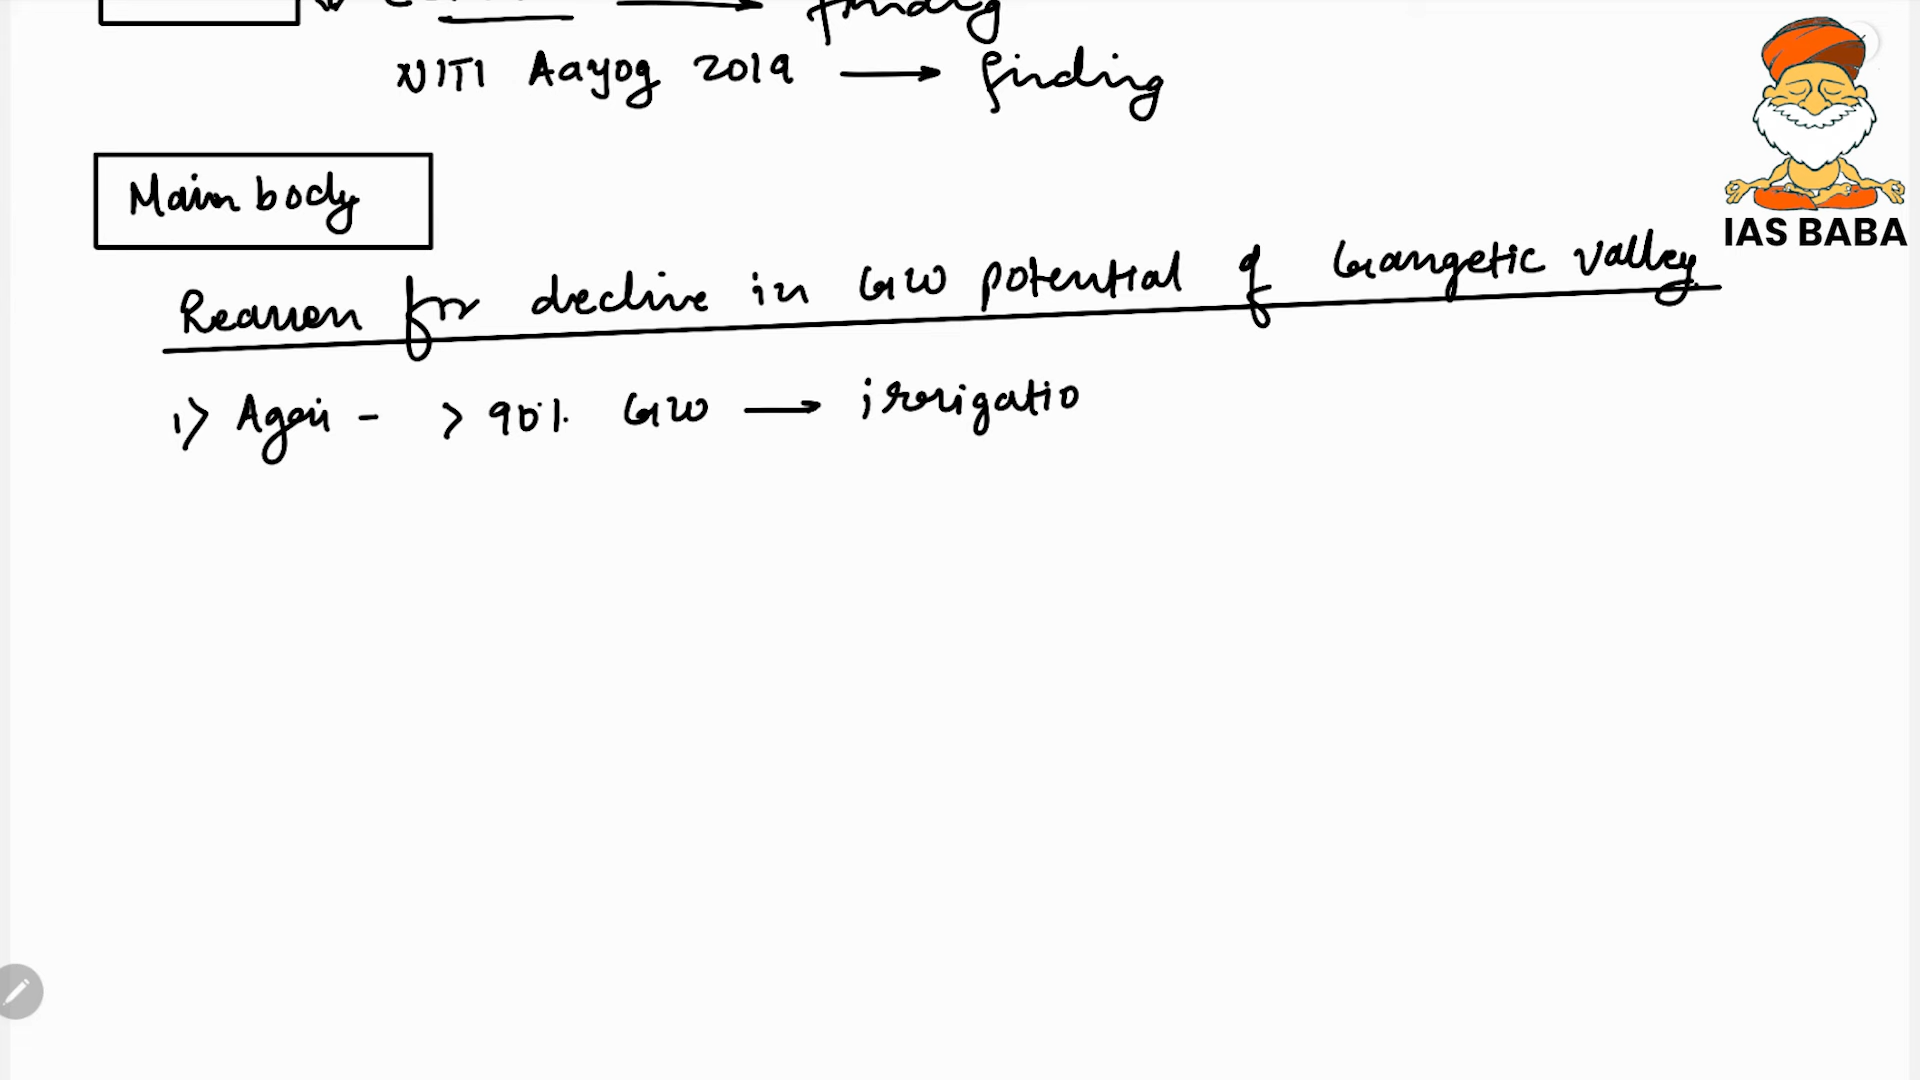 finding
NITI Aayog 2019 → finding
Main body
Reason for decline in GW potential of Gangetic Valley
1) Agri - > 90% GW → irrigatio
IAS BABA